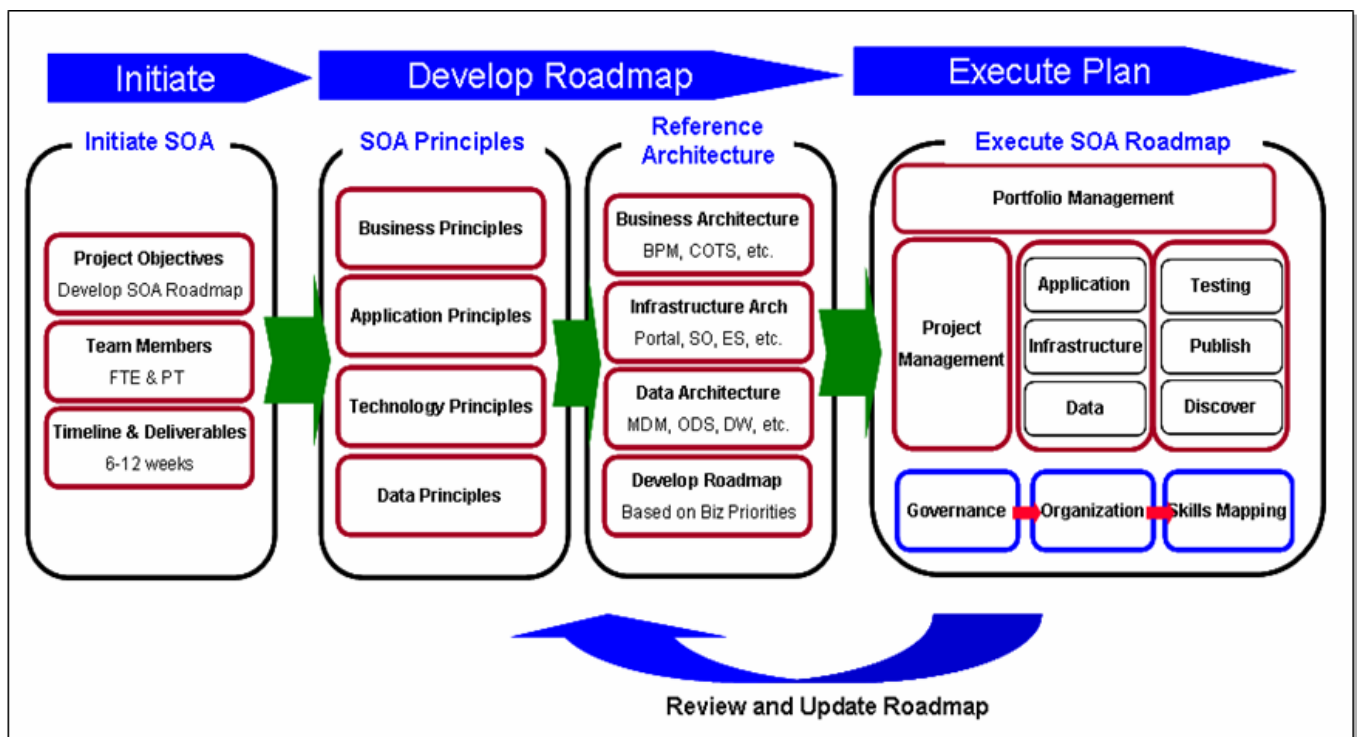 Initiate
Develop Roadmap
Execute Plan
Initiate SOA
Project Objectives
Develop SOA Roadmap
Team Members
FTE & PT
Timeline & Deliverables
6-12 weeks
SOA Principles
Business Principles
Application Principles
Technology Principles
Data Principles
Reference
Architecture
Business Architecture
BPM, COTS, etc.
Infrastructure Arch
Portal, SO, ES, etc.
Data Architecture
MDM, ODS, DW, etc.
Develop Roadmap
Based on Biz Priorities
Execute SOA Roadmap
Portfolio Management
Project
Management
Application
Infrastructure
Data
Testing
Publish
Discover
Governance
Organization
Skills Mapping
Review and Update Roadmap